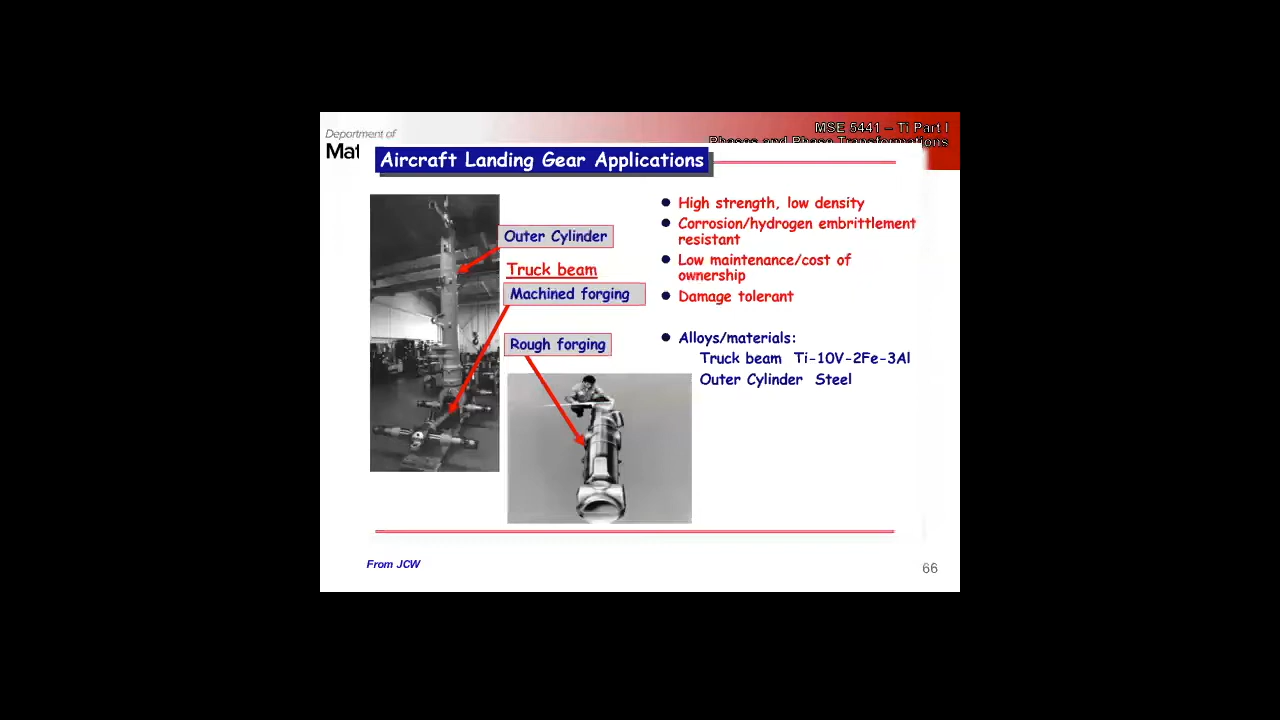 Department of
Mat
MSE 5441 – Ti Part I
Phases and Phase Transformations
Aircraft Landing Gear Applications
Outer Cylinder
Truck beam
Machined forging
Rough forging
High strength, low density
Corrosion/hydrogen embrittlement
resistant
Low maintenance/cost of
ownership
Damage tolerant
Alloys/materials:
Truck beam Ti-10V-2Fe-3Al
Outer Cylinder Steel
From JCW
66